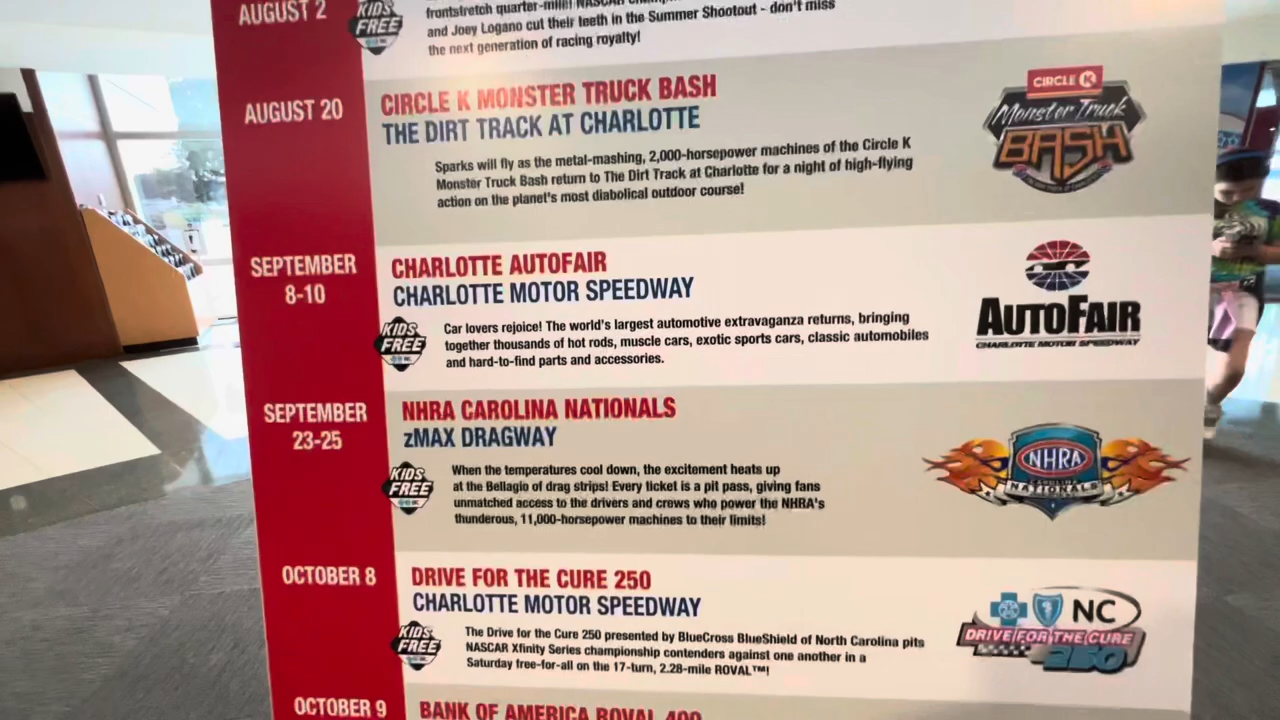 AUGUST 2
KIDS
FREE
frontstretch quarter-mile! NASCAR
and Joey Logano cut their teeth in the Summer Shootout - don't miss
the next generation of racing royalty!
AUGUST 20
CIRCLE K MONSTER TRUCK BASH
THE DIRT TRACK AT CHARLOTTE
Sparks will fly as the metal-mashing, 2,000-horsepower machines of the Circle K
Monster Truck Bash return to The Dirt Track at Charlotte for a night of high-flying
action on the planet's most diabolical outdoor course!
CIRCLE K
Monster Truck
BASH
SEPTEMBER
8-10
CHARLOTTE AUTOFAIR
CHARLOTTE MOTOR SPEEDWAY
KIDS
FREE
Car lovers rejoice! The world's largest automotive extravaganza returns, bringing
together thousands of hot rods, muscle cars, exotic sports cars, classic automobiles
and hard-to-find parts and accessories.
AUTOFAIR
CHARLOTTE MOTOR SPEEDWAY
SEPTEMBER
23-25
NHRA CAROLINA NATIONALS
zMAX DRAGWAY
KIDS
FREE
When the temperatures cool down, the excitement heats up
at the Bellagio of drag strips! Every ticket is a pit pass, giving fans
unmatched access to the drivers and crews who power the NHRA's
thunderous, 11,000-horsepower machines to their limits!
NHRA
CAROLINA
NATIONALS
OCTOBER 8
DRIVE FOR THE CURE 250
CHARLOTTE MOTOR SPEEDWAY
KIDS
FREE
The Drive for the Cure 250 presented by BlueCross BlueShield of North Carolina pits
NASCAR Xfinity Series championship contenders against one another in a
Saturday free-for-all on the 17-turn, 2.28-mile ROVAL™!
NC
DRIVE FOR THE CURE
250
OCTOBER 9
BANK OF AMERICA ROVAL 400